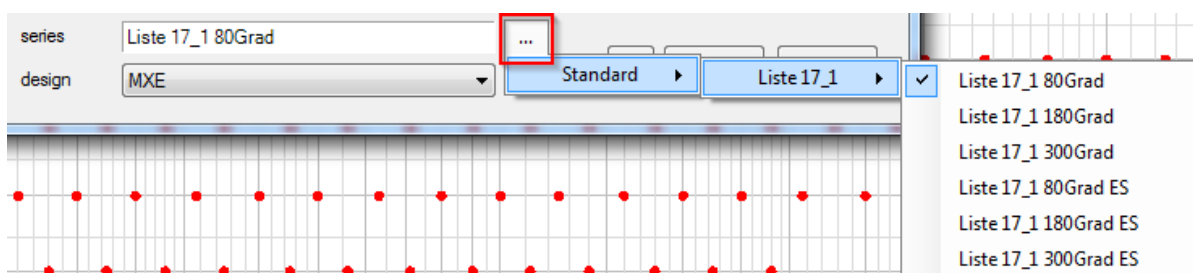 series Liste 17_1 80Grad ...
design MXE Standard Liste 17_1 Liste 17_1 80Grad
Liste 17_1 180Grad
Liste 17_1 300Grad
Liste 17_1 80Grad ES
Liste 17_1 180Grad ES
Liste 17_1 300Grad ES